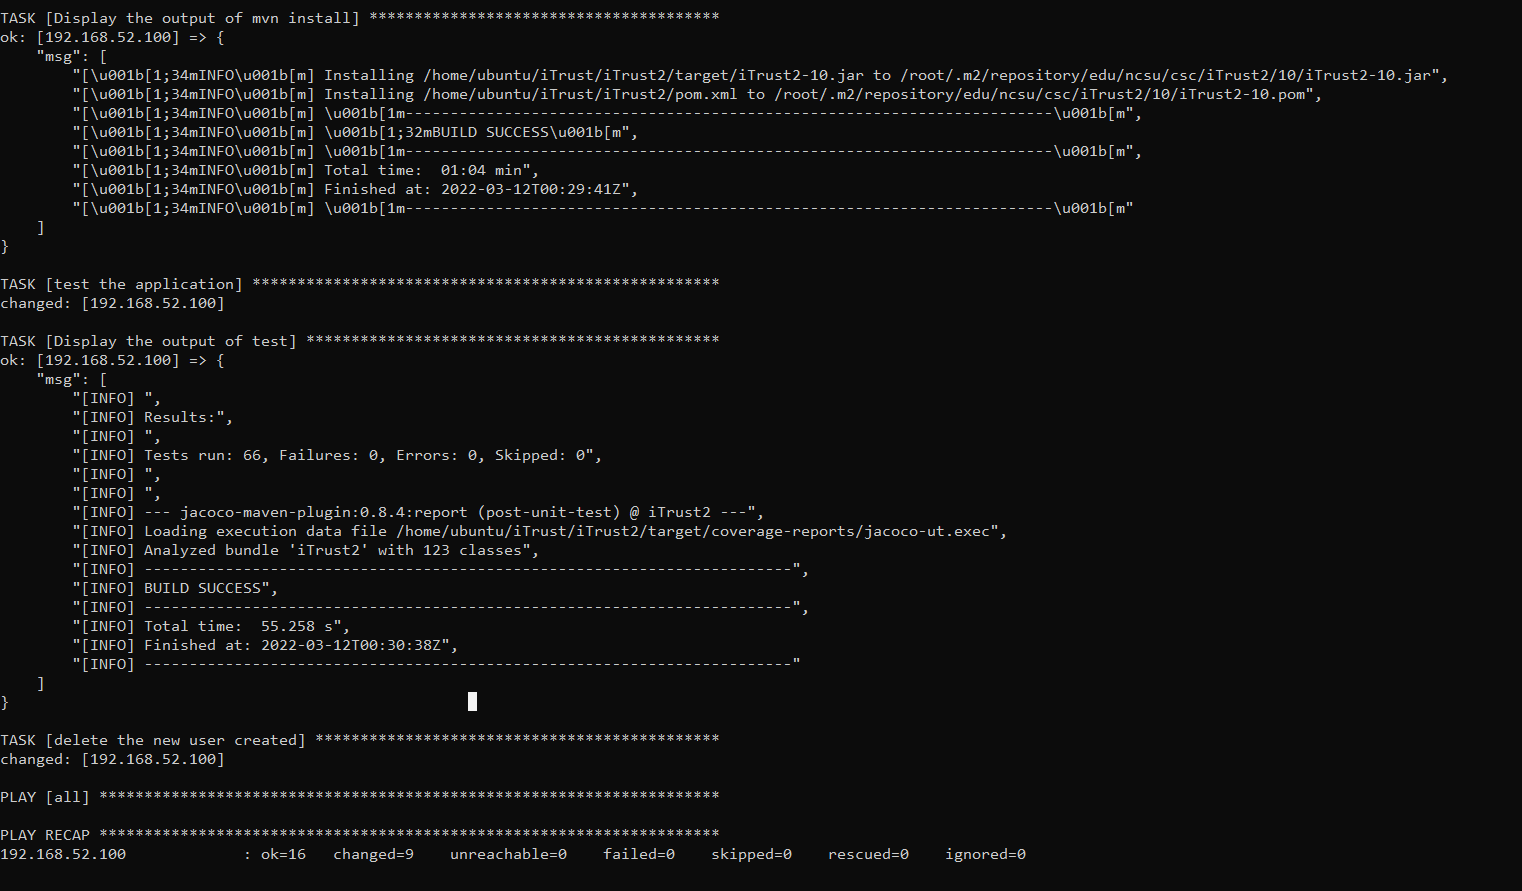 TASK [Display the output of mvn install] ***************************************
ok: [192.168.52.100] => {
    "msg": [
        "[\u001b[1;34mINFO\u001b[m] Installing /home/ubuntu/iTrust/iTrust2/target/iTrust2-10.jar to /root/.m2/repository/edu/ncsu/csc/iTrust2/10/iTrust2-10.jar",
        "[\u001b[1;34mINFO\u001b[m] Installing /home/ubuntu/iTrust/iTrust2/pom.xml to /root/.m2/repository/edu/ncsu/csc/iTrust2/10/iTrust2-10.pom",
        "[\u001b[1;34mINFO\u001b[m] \u001b[1m------------------------------------------------------------------------\u001b[m",
        "[\u001b[1;34mINFO\u001b[m] \u001b[1;32mBUILD SUCCESS\u001b[m",
        "[\u001b[1;34mINFO\u001b[m] \u001b[1m------------------------------------------------------------------------\u001b[m",
        "[\u001b[1;34mINFO\u001b[m] Total time:  01:04 min",
        "[\u001b[1;34mINFO\u001b[m] Finished at: 2022-03-12T00:29:41Z",
        "[\u001b[1;34mINFO\u001b[m] \u001b[1m------------------------------------------------------------------------\u001b[m"
    ]
}
TASK [test the application] ****************************************************
changed: [192.168.52.100]
TASK [Display the output of test] **********************************************
ok: [192.168.52.100] => {
    "msg": [
        "[INFO] ",
        "[INFO] Results:",
        "[INFO] ",
        "[INFO] Tests run: 66, Failures: 0, Errors: 0, Skipped: 0",
        "[INFO] ",
        "[INFO] ",
        "[INFO] --- jacoco-maven-plugin:0.8.4:report (post-unit-test) @ iTrust2 ---",
        "[INFO] Loading execution data file /home/ubuntu/iTrust/iTrust2/target/coverage-reports/jacoco-ut.exec",
        "[INFO] Analyzed bundle 'iTrust2' with 123 classes",
        "[INFO] ------------------------------------------------------------------------",
        "[INFO] BUILD SUCCESS",
        "[INFO] ------------------------------------------------------------------------",
        "[INFO] Total time:  55.258 s",
        "[INFO] Finished at: 2022-03-12T00:30:38Z",
        "[INFO] ------------------------------------------------------------------------"
    ]
}
TASK [delete the new user created] *********************************************
changed: [192.168.52.100]
PLAY [all] *********************************************************************
PLAY RECAP *********************************************************************
192.168.52.100             : ok=16   changed=9    unreachable=0    failed=0    skipped=0    rescued=0    ignored=0